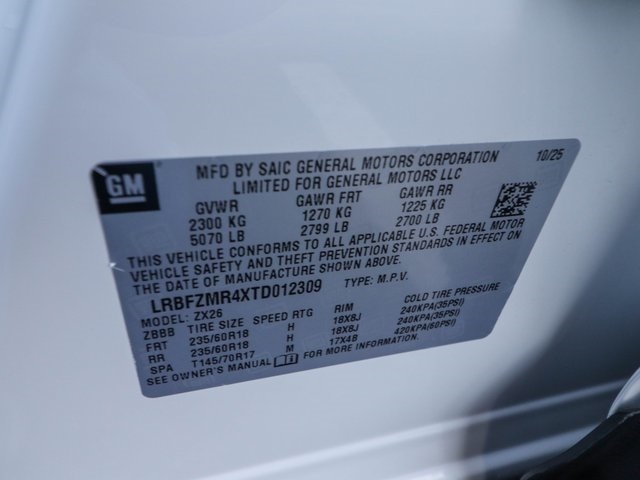 GM
MFD BY SAIC GENERAL MOTORS CORPORATION 10/25
LIMITED FOR GENERAL MOTORS LLC
GVWR GAWR FRT GAWR RR
2300 KG 1270 KG 1225 KG
5070 LB 2799 LB 2700 LB
THIS VEHICLE CONFORMS TO ALL APPLICABLE U.S. FEDERAL MOTOR
VEHICLE SAFETY AND THEFT PREVENTION STANDARDS IN EFFECT ON
THE DATE OF MANUFACTURE SHOWN ABOVE.
LRBFZMR4XTD012309 TYPE: M.P.V.
MODEL: ZX26
ZBBB TIRE SIZE SPEED RTG RIM COLD TIRE PRESSURE
FRT 235/60R18 H 18X8J 240KPA(35PSI)
RR 235/60R18 H 18X8J 240KPA(35PSI)
SPA T145/70R17 M 17X4B 420KPA(60PSI)
SEE OWNER'S MANUAL FOR MORE INFORMATION.